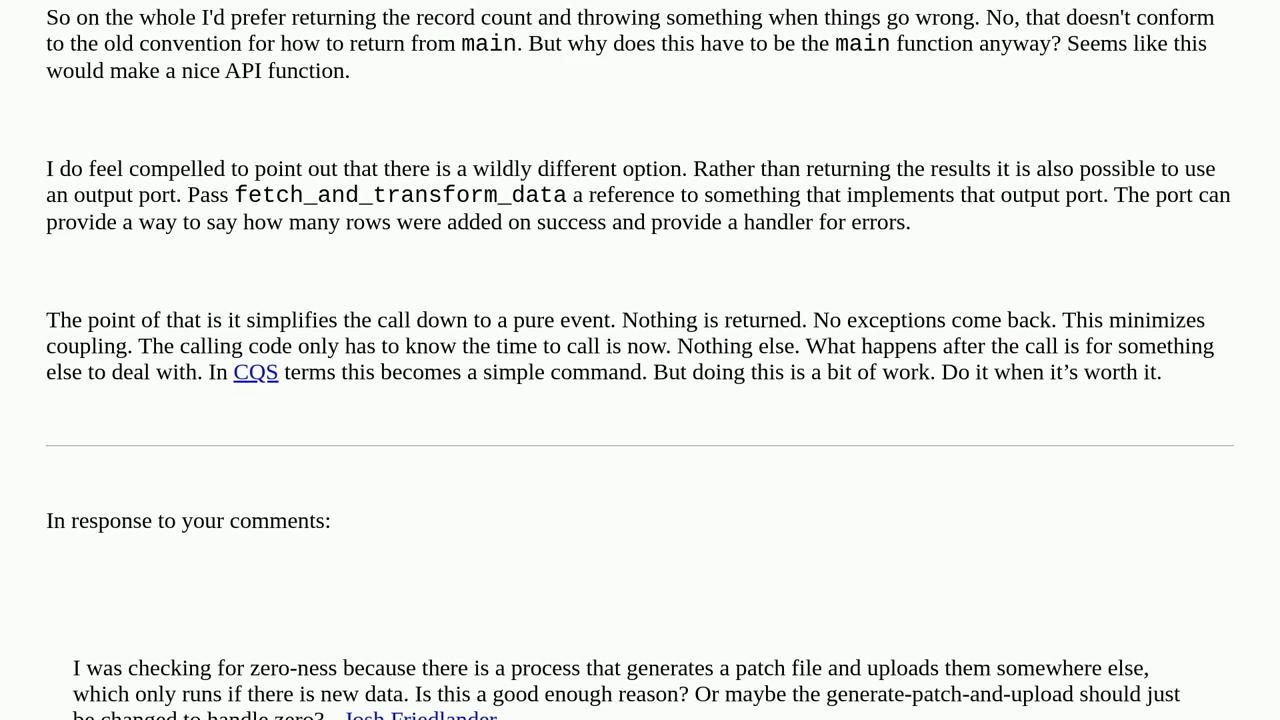 So on the whole I'd prefer returning the record count and throwing something when things go wrong. No, that doesn't conform
to the old convention for how to return from main. But why does this have to be the main function anyway? Seems like this
would make a nice API function.
I do feel compelled to point out that there is a wildly different option. Rather than returning the results it is also possible to use
an output port. Pass fetch_and_transform_data a reference to something that implements that output port. The port can
provide a way to say how many rows were added on success and provide a handler for errors.
The point of that is it simplifies the call down to a pure event. Nothing is returned. No exceptions come back. This minimizes
coupling. The calling code only has to know the time to call is now. Nothing else. What happens after the call is for something
else to deal with. In CQS terms this becomes a simple command. But doing this is a bit of work. Do it when it’s worth it.
In response to your comments:
I was checking for zero-ness because there is a process that generates a patch file and uploads them somewhere else,
which only runs if there is new data. Is this a good enough reason? Or maybe the generate-patch-and-upload should just
be changed to handle zero? - Josh Friedlander